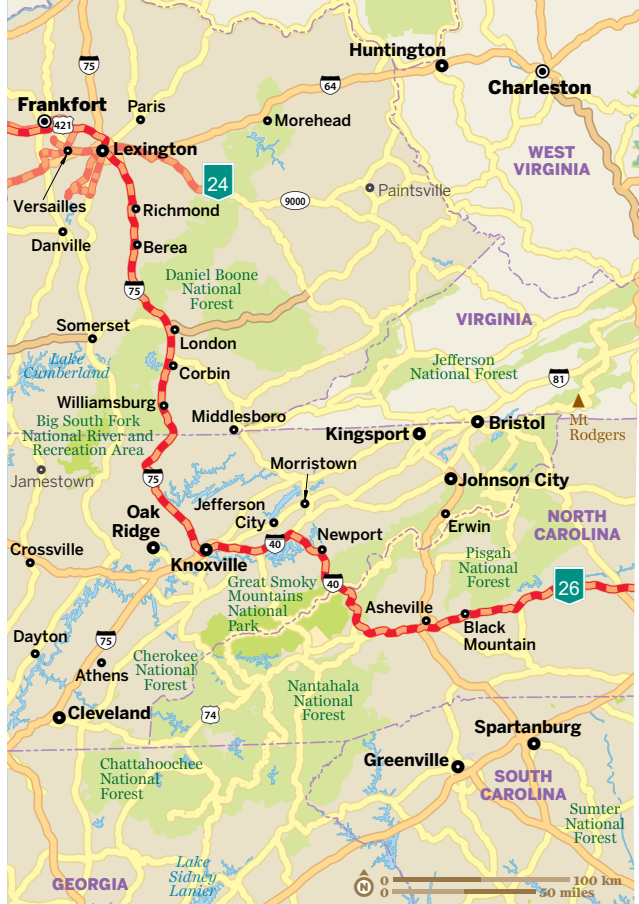 Huntington
75
64
Charleston
Frankfort
Paris
421
Morehead
Lexington
WEST
VIRGINIA
24
Paintsville
9000
Versailles
Richmond
Danville
Berea
Daniel Boone
National
Forest
75
VIRGINIA
Somerset
London
Lake
Cumberland
Jefferson
National Forest
Corbin
81
Williamsburg
Middlesboro
Big South Fork
National River and
Recreation Area
Bristol
Mt
Rodgers
Kingsport
Morristown
Jamestown
75
Johnson City
Jefferson
City
Oak
Ridge
Erwin
NORTH
CAROLINA
Newport
40
Crossville
Knoxville
Pisgah
National
Forest
40
Great Smoky
Mountains
National
Park
26
Asheville
Black
Mountain
Dayton
75
Athens
Cherokee
National
Forest
Nantahala
National
Forest
Cleveland
74
Spartanburg
Greenville
Chattahoochee
National
Forest
SOUTH
CAROLINA
Sumter
National
Forest
Lake
Sidney
Lanier
GEORGIA
N
0 100 km
0 50 miles